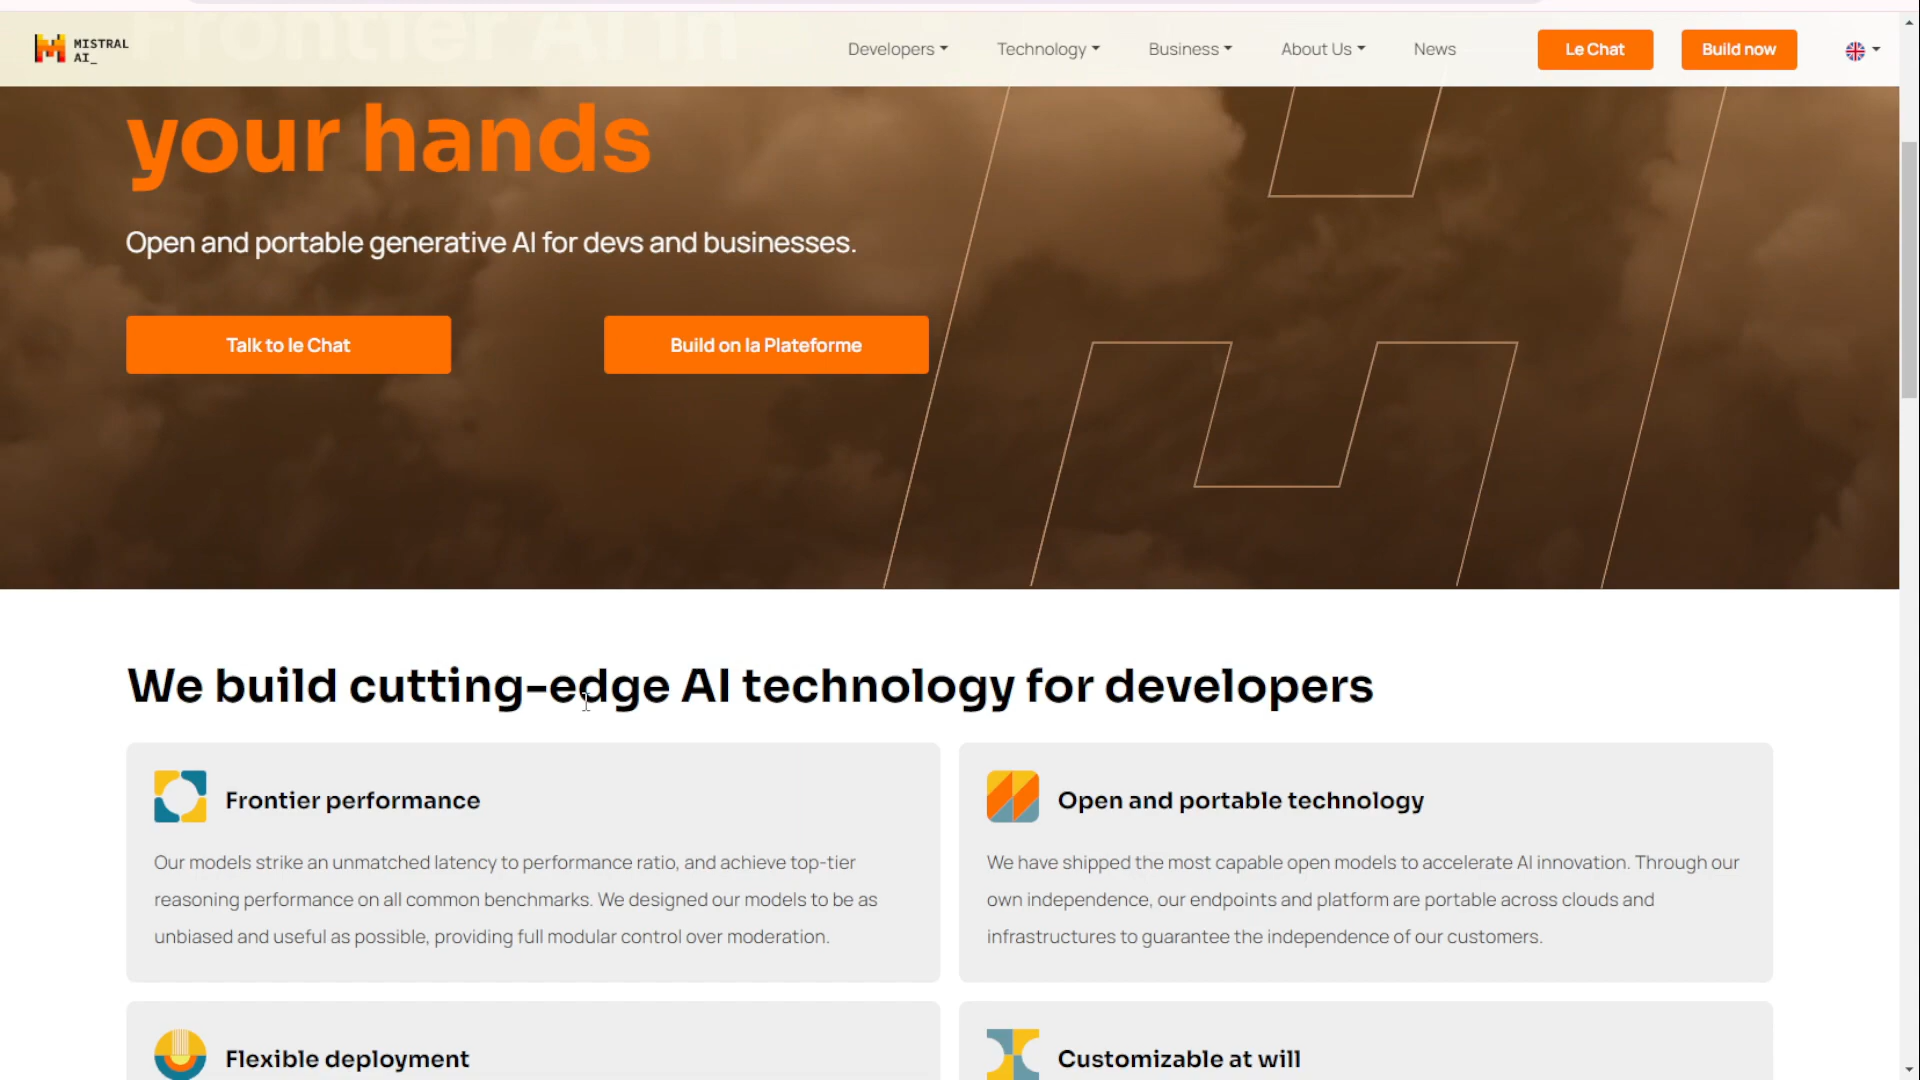 Frontier AI in
MISTRAL
AI_
Developers
Technology
Business
About Us
News
Le Chat
Build now
your hands
Open and portable generative AI for devs and businesses.
Talk to le Chat
Build on la Plateforme
We build cutting-edge AI technology for developers
Frontier performance
Our models strike an unmatched latency to performance ratio, and achieve top-tier
reasoning performance on all common benchmarks. We designed our models to be as
unbiased and useful as possible, providing full modular control over moderation.
Open and portable technology
We have shipped the most capable open models to accelerate AI innovation. Through our
own independence, our endpoints and platform are portable across clouds and
infrastructures to guarantee the independence of our customers.
Flexible deployment
Customizable at will